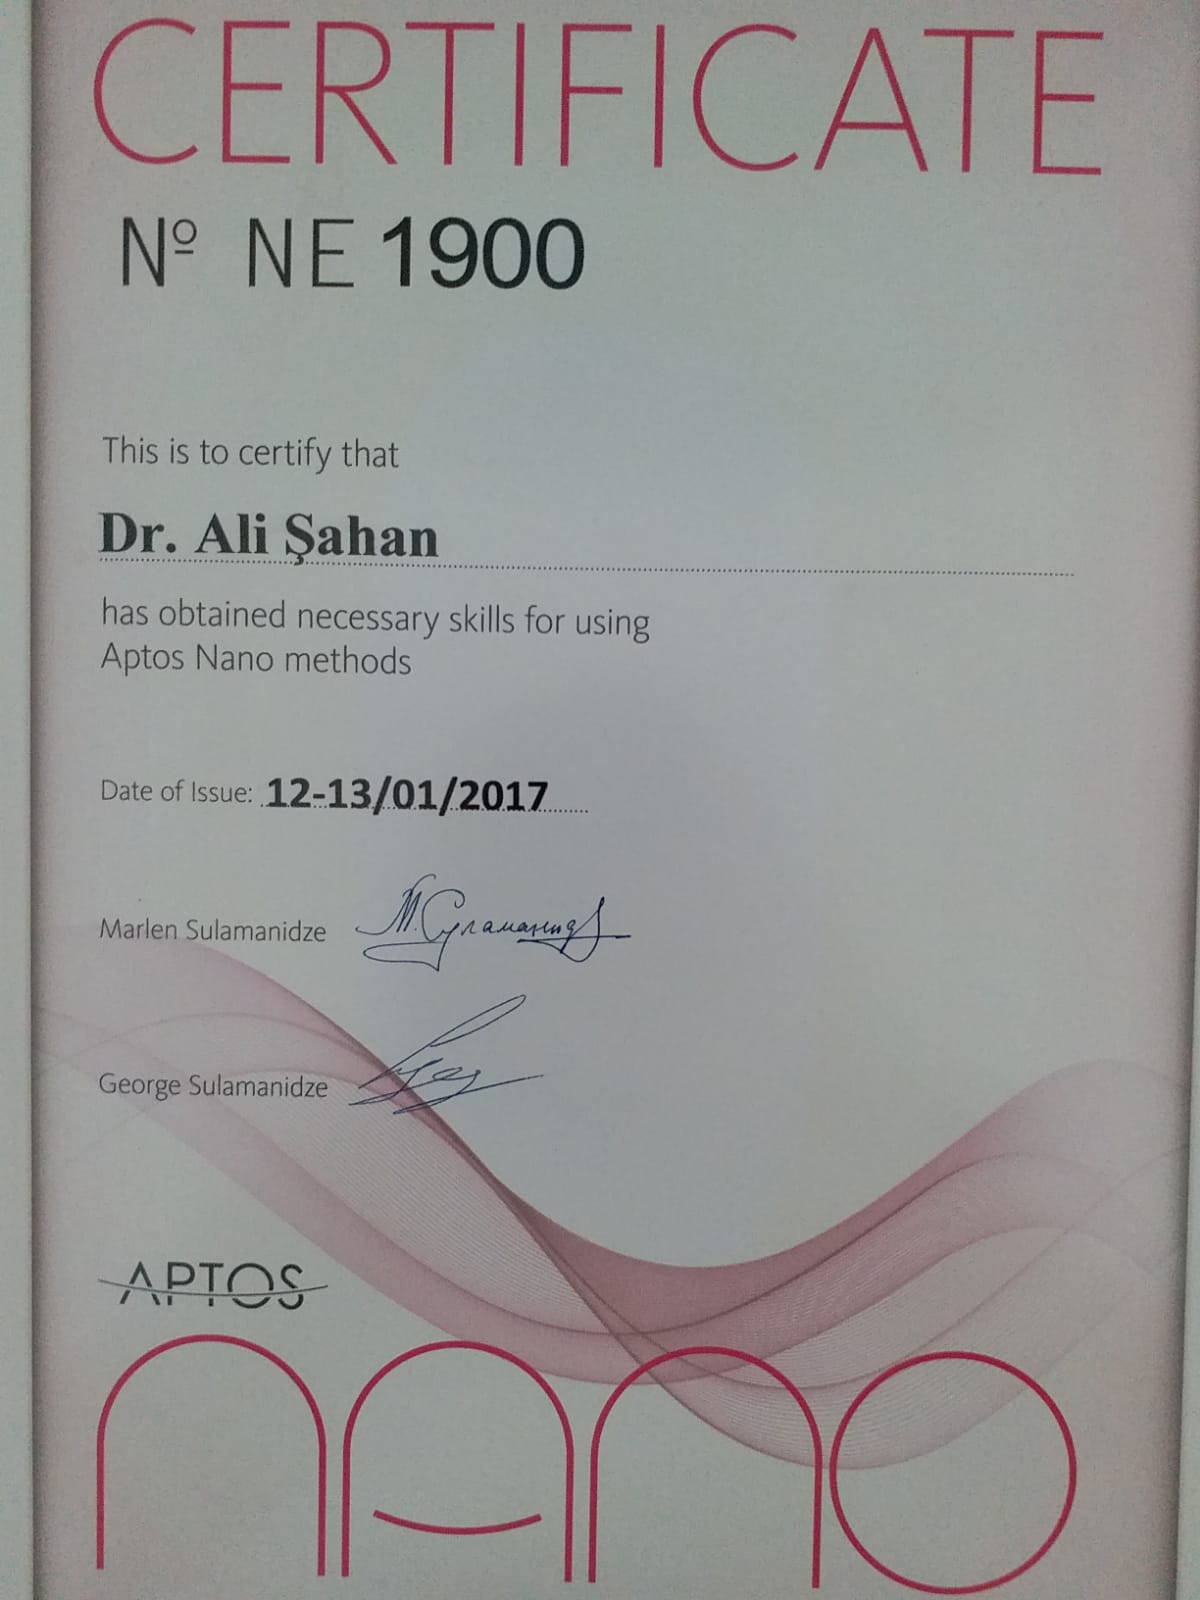 CERTIFICATE
Nº NE 1900
This is to certify that
Dr. Ali Şahan
has obtained necessary skills for using
Aptos Nano methods
Date of Issue: 12-13/01/2017
Marlen Sulamanidze М.Суламанидз
George Sulamanidze
APTOS
nano